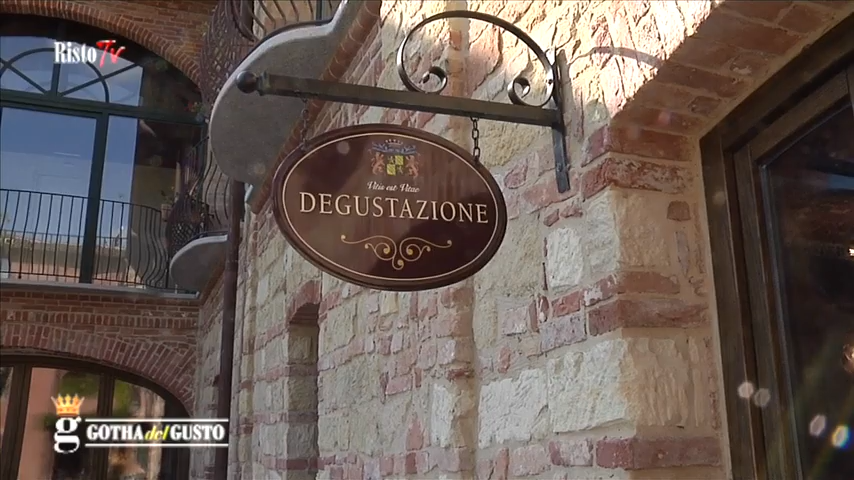 RistoTV
Vitis est Vitae
DEGUSTAZIONE
g GOTHA del GUSTO